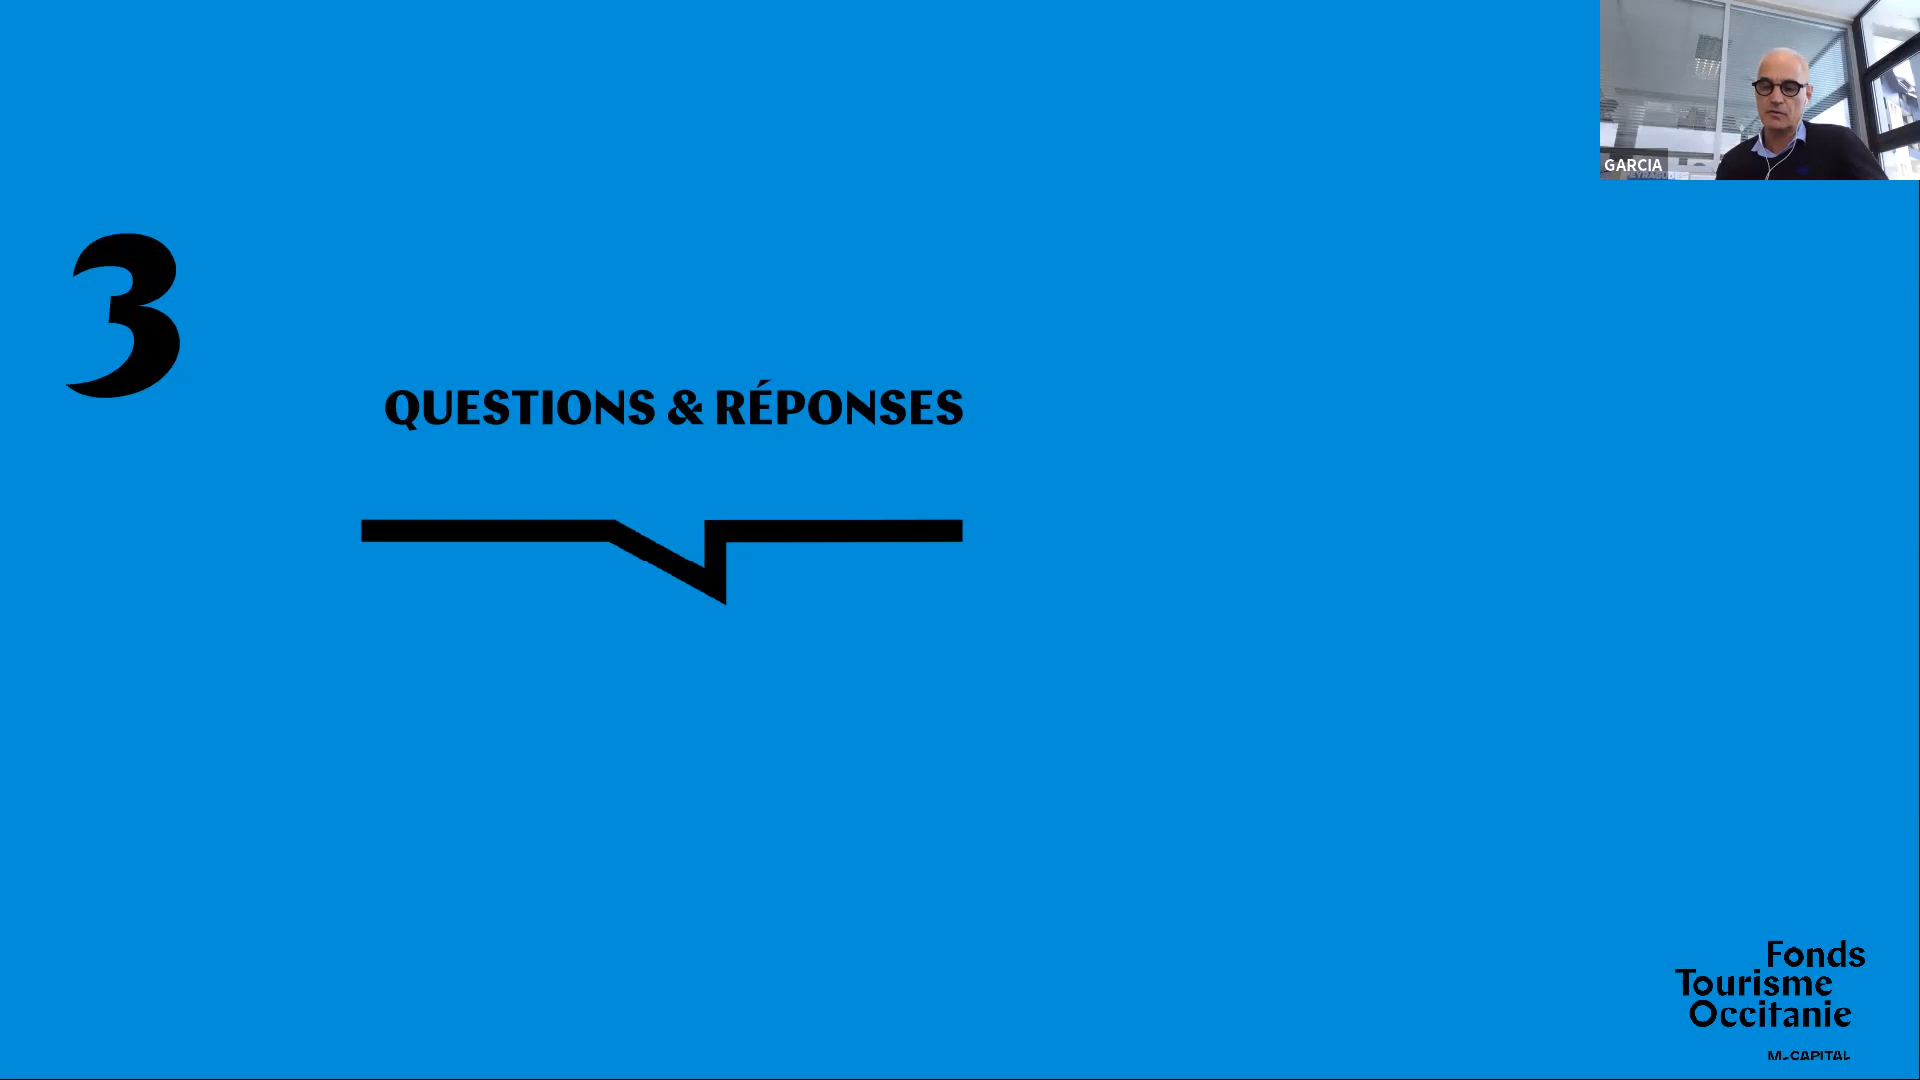 GARCIA
3
QUESTIONS & RÉPONSES
Fonds
Tourisme
Occitanie
M CAPITAL